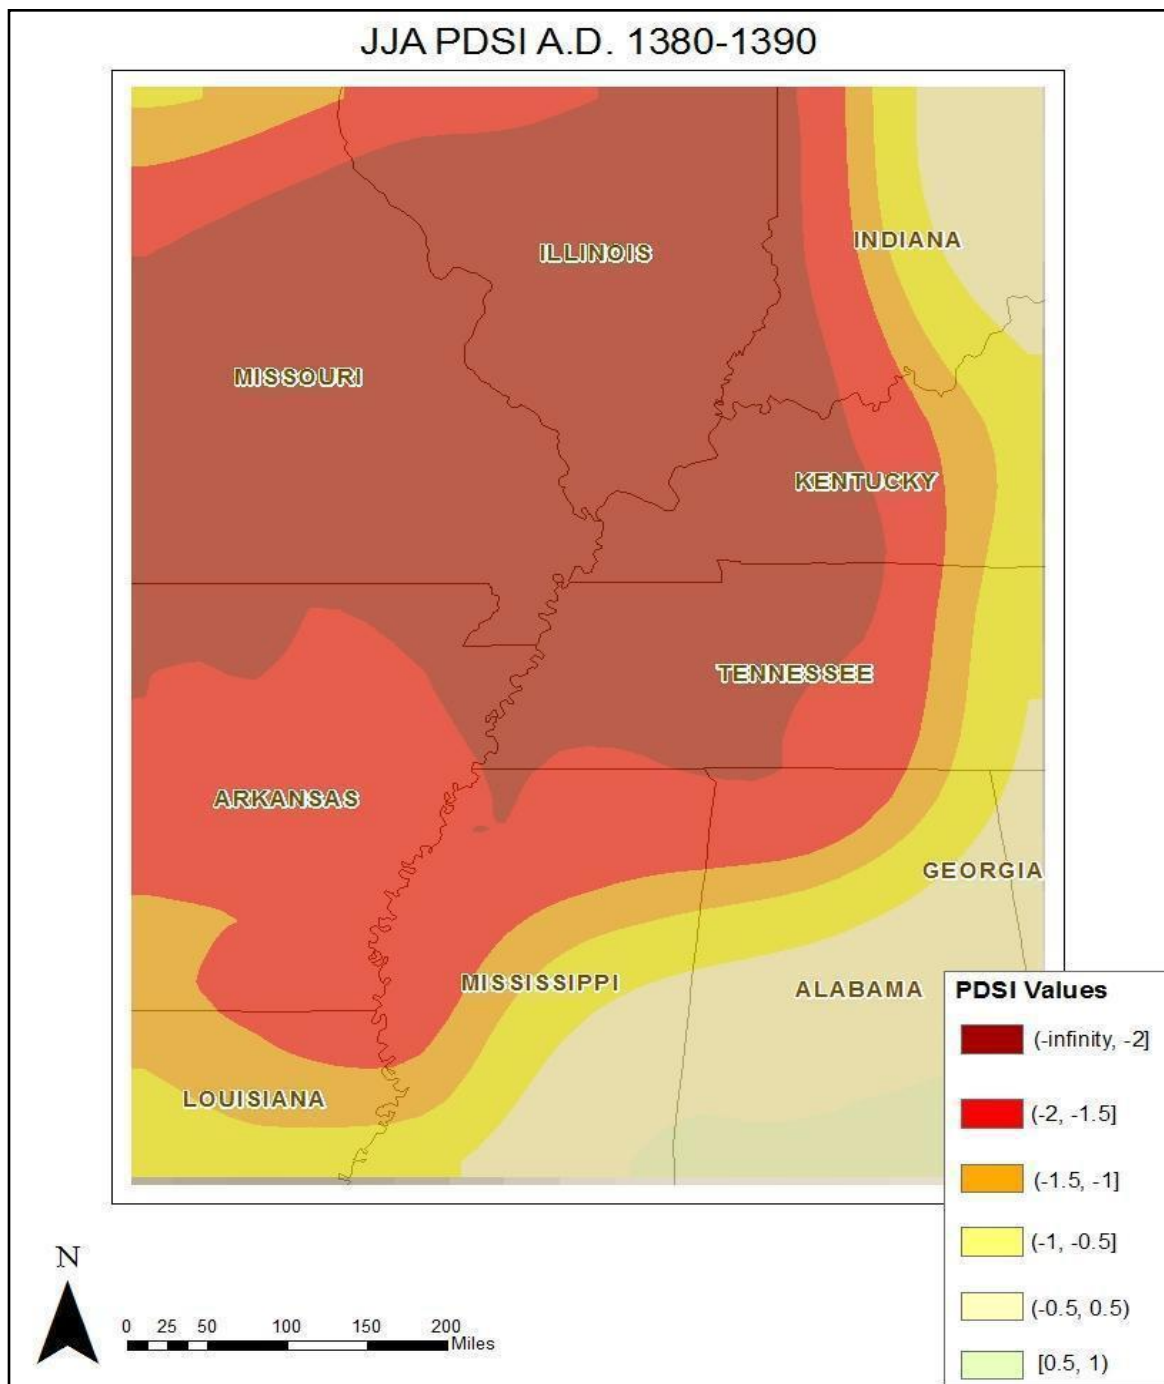 JJA PDSI A.D. 1380-1390
INDIANA
ILLINOIS
MISSOURI
KENTUCKY
TENNESSEE
ARKANSAS
GEORGIA
MISSISSIPPI
ALABAMA
LOUISIANA
PDSI Values
(-infinity, -2]
(-2, -1.5]
(-1.5, -1]
(-1, -0.5]
(-0.5, 0.5)
[0.5, 1)
N
0 25 50 100 150 200
Miles